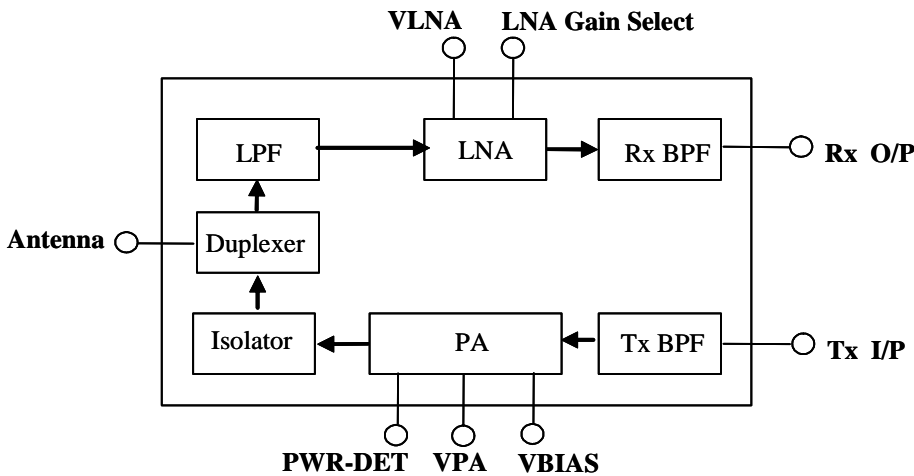 VLNA
LNA Gain Select
LPF
LNA
Rx BPF
Rx O/P
Antenna
Duplexer
Isolator
PA
Tx BPF
Tx I/P
PWR-DET
VPA
VBIAS